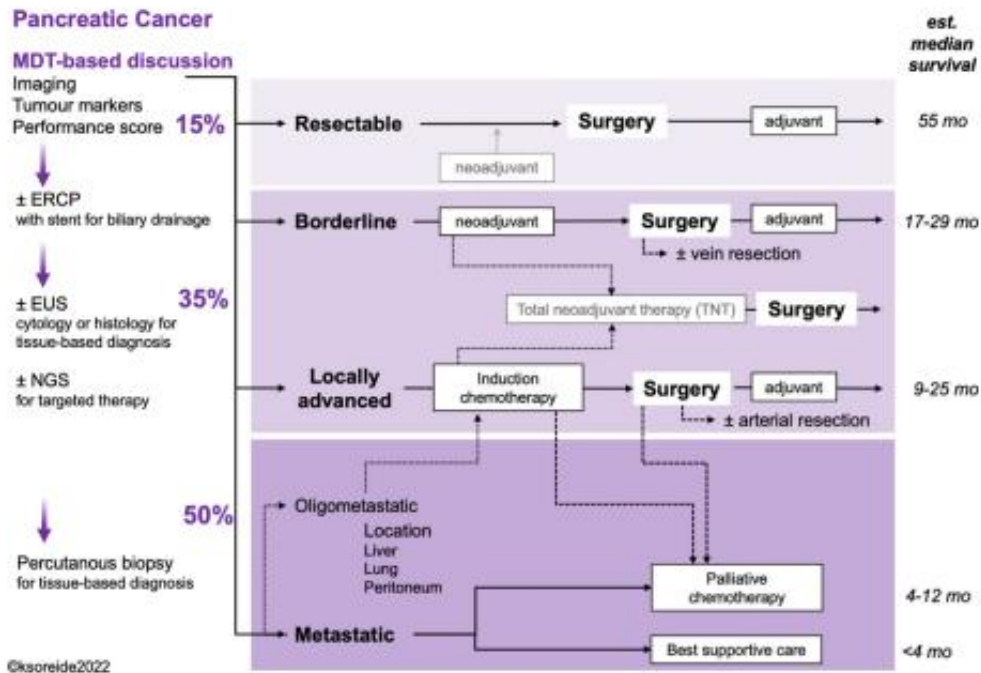 Pancreatic Cancer
MDT-based discussion
Imaging
Tumour markers
Performance score
± ERCP
with stent for biliary drainage
± EUS
cytology or histology for
tissue-based diagnosis
± NGS
for targeted therapy
Percutaneous biopsy
for tissue-based diagnosis
est.
median
survival
15%
Resectable
Surgery
adjuvant
55 mo
neoadjuvant
35%
Borderline
neoadjuvant
Surgery
adjuvant
17-29 mo
± vein resection
Total neoadjuvant therapy (TNT)
Surgery
Locally
advanced
Induction
chemotherapy
Surgery
adjuvant
9-25 mo
± arterial resection
50%
Oligometastatic
Location
Liver
Lung
Peritoneum
Palliative
chemotherapy
4-12 mo
Metastatic
Best supportive care
<4 mo
©ksoreide2022